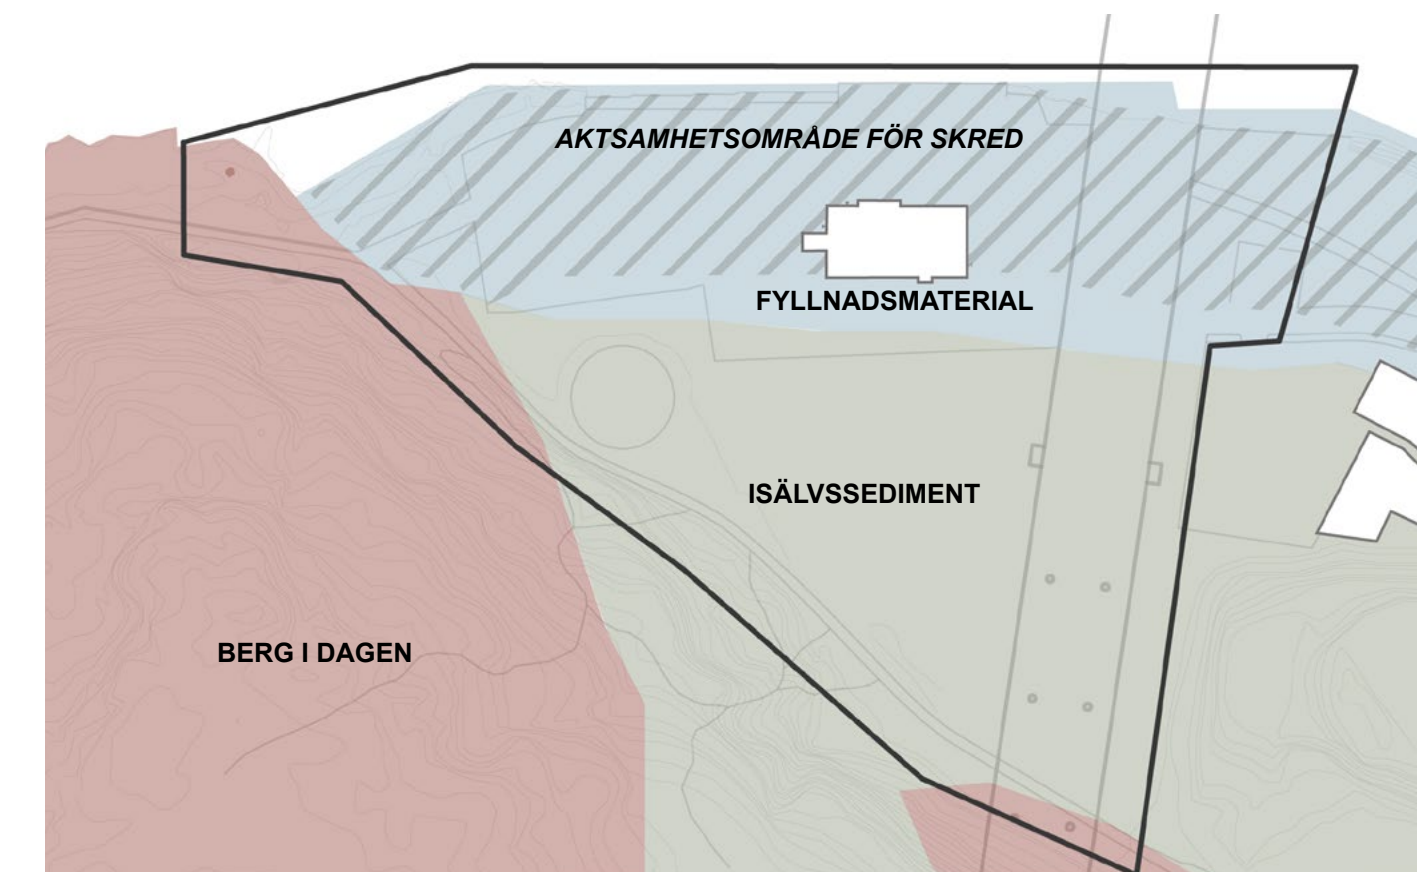 AKTSAMHETSOMRÅDE FÖR SKRED
FYLLNADSMATERIAL
ISÄLVSSEDIMENT
BERG I DAGEN